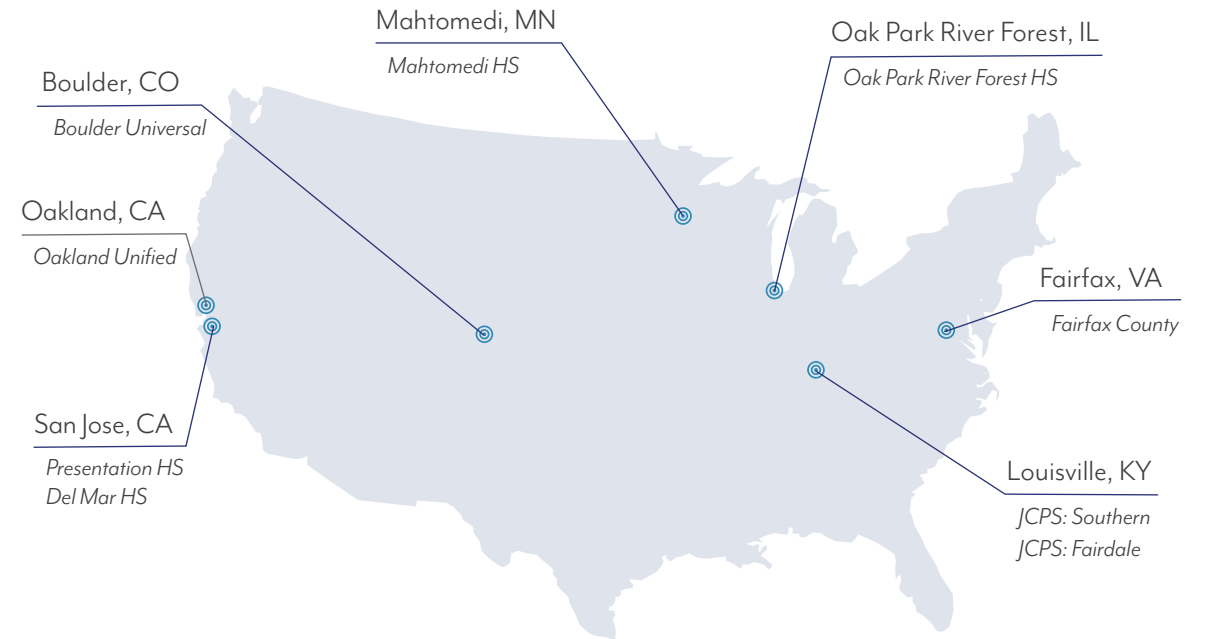 Mahtomedi, MN
Mahtomedi HS
Oak Park River Forest, IL
Oak Park River Forest HS
Boulder, CO
Boulder Universal
Oakland, CA
Oakland Unified
Fairfax, VA
Fairfax County
San Jose, CA
Presentation HS
Del Mar HS
Louisville, KY
JCPS: Southern
JCPS: Fairdale